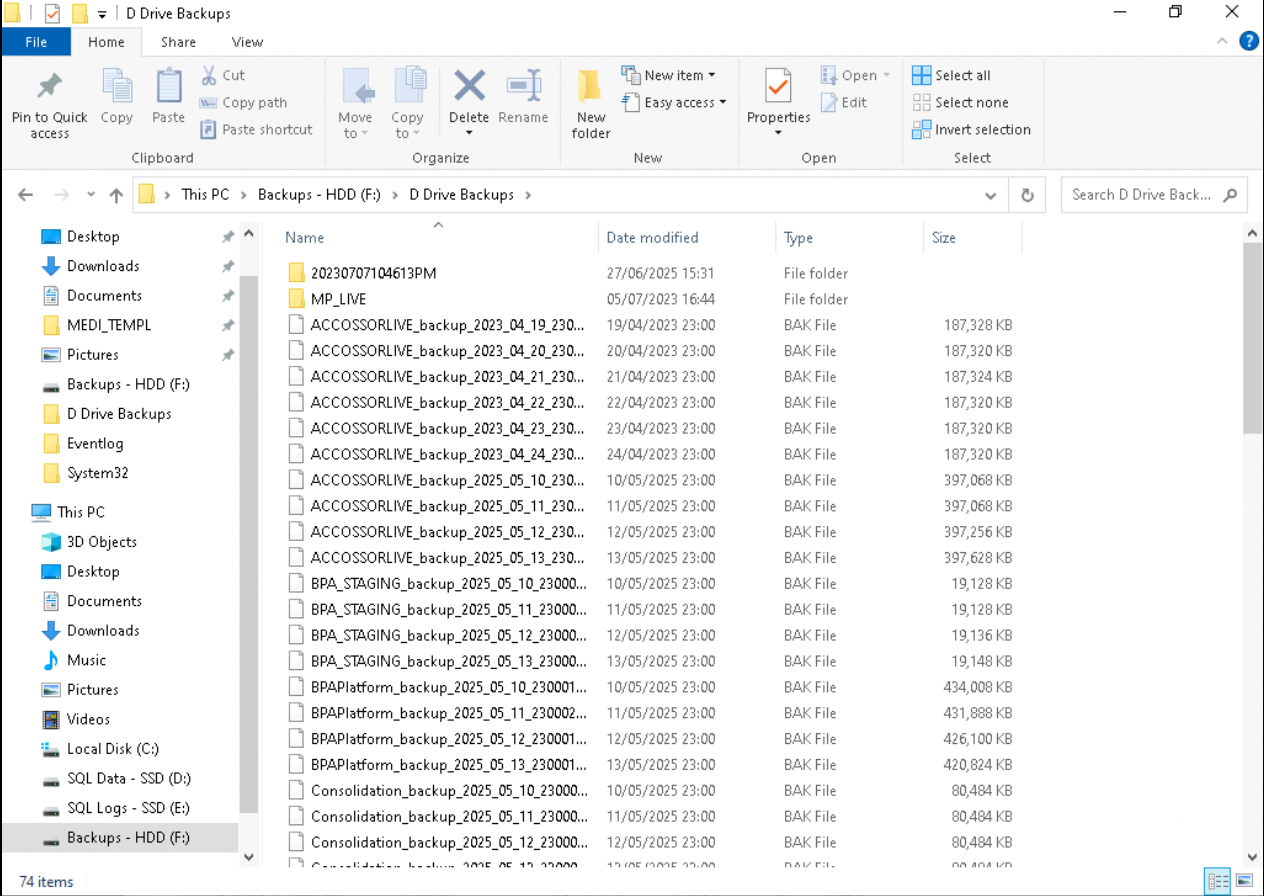 D Drive Backups
File Home Share View
Pin to Quick access
Copy
Paste
Cut
Copy path
Paste shortcut
Clipboard
Move to
Copy to
Delete
Rename
Organize
New folder
New item
Easy access
New
Properties
Open
Edit
Open
Select all
Select none
Invert selection
Select
This PC > Backups - HDD (F:) > D Drive Backups >
Search D Drive Back...
Desktop
Downloads
Documents
MEDI_TEMPL
Pictures
Backups - HDD (F:)
D Drive Backups
Eventlog
System32
This PC
3D Objects
Desktop
Documents
Downloads
Music
Pictures
Videos
Local Disk (C:)
SQL Data - SSD (D:)
SQL Logs - SSD (E:)
Backups - HDD (F:)
Name Date modified Type Size
20230707104613PM 27/06/2025 15:31 File folder
MP_LIVE 05/07/2023 16:44 File folder
ACCOSSORLIVE_backup_2023_04_19_230... 19/04/2023 23:00 BAK File 187,328 KB
ACCOSSORLIVE_backup_2023_04_20_230... 20/04/2023 23:00 BAK File 187,320 KB
ACCOSSORLIVE_backup_2023_04_21_230... 21/04/2023 23:00 BAK File 187,324 KB
ACCOSSORLIVE_backup_2023_04_22_230... 22/04/2023 23:00 BAK File 187,320 KB
ACCOSSORLIVE_backup_2023_04_23_230... 23/04/2023 23:00 BAK File 187,320 KB
ACCOSSORLIVE_backup_2023_04_24_230... 24/04/2023 23:00 BAK File 187,320 KB
ACCOSSORLIVE_backup_2025_05_10_230... 10/05/2025 23:00 BAK File 397,068 KB
ACCOSSORLIVE_backup_2025_05_11_230... 11/05/2025 23:00 BAK File 397,068 KB
ACCOSSORLIVE_backup_2025_05_12_230... 12/05/2025 23:00 BAK File 397,256 KB
ACCOSSORLIVE_backup_2025_05_13_230... 13/05/2025 23:00 BAK File 397,628 KB
BPA_STAGING_backup_2025_05_10_23000... 10/05/2025 23:00 BAK File 19,128 KB
BPA_STAGING_backup_2025_05_11_23000... 11/05/2025 23:00 BAK File 19,128 KB
BPA_STAGING_backup_2025_05_12_23000... 12/05/2025 23:00 BAK File 19,136 KB
BPA_STAGING_backup_2025_05_13_23000... 13/05/2025 23:00 BAK File 19,148 KB
BPAPlatform_backup_2025_05_10_230001... 10/05/2025 23:00 BAK File 434,008 KB
BPAPlatform_backup_2025_05_11_230002... 11/05/2025 23:00 BAK File 431,888 KB
BPAPlatform_backup_2025_05_12_230001... 12/05/2025 23:00 BAK File 426,100 KB
BPAPlatform_backup_2025_05_13_230001... 13/05/2025 23:00 BAK File 420,824 KB
Consolidation_backup_2025_05_10_23000... 10/05/2025 23:00 BAK File 80,484 KB
Consolidation_backup_2025_05_11_23000... 11/05/2025 23:00 BAK File 80,484 KB
Consolidation_backup_2025_05_12_23000... 12/05/2025 23:00 BAK File 80,484 KB
74 items